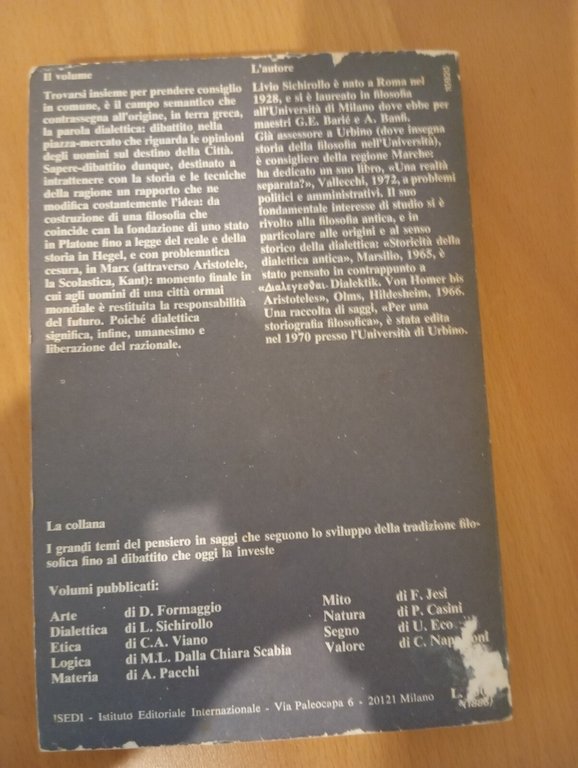 Il volume
Trovarsi insieme per prendere consiglio
in comune, è il campo semantico che
contrassegna all'origine, in terra greca,
la parola dialettica: dibattito nella
piazza-mercato che riguarda le opinioni
degli uomini sul destino della Città.
Sapere-dibattito dunque, destinato a
intrattenere con la storia e le tecniche
della ragione un rapporto che ne
modifica costantemente l'idea: da
costruzione di una filosofia che
coincide can la fondazione di uno stato
in Platone fino a legge del reale e della
storia in Hegel, e con problematica
cesura, in Marx (attraverso Aristotele,
la Scolastica, Kant): momento finale in
cui agli uomini di una città ormai
mondiale è restituita la responsabilità
del futuro. Poiché dialettica
significa, infine, umanesimo e
liberazione del razionale.
L'autore
Livio Sichirollo è nato a Roma nel
1928, e si è laureato in filosofia
all'Università di Milano dove ebbe per
maestri G.E. Barié e A. Banfi.
Già assessore a Urbino (dove insegna
storia della filosofia nell'Università),
è consigliere della regione Marche:
ha dedicato un suo libro, «Una realtà
separata?», Vallecchi, 1972, a problemi
politici e amministrativi. Il suo
fondamentale interesse di studio si è
rivolto alla filosofia antica, e in
particolare alle origini e al senso
storico della dialettica: «Storicità della
dialettica antica», Marsilio, 1965, è
stato pensato in contrappunto a
«Διαλεγεσθαι-Dialektik. Von Homer bis
Aristoteles», Olms, Hildesheim, 1966.
Una raccolta di saggi, «Per una
storiografia filosofica», è stata edita
nel 1970 presso l'Università di Urbino.
La collana
I grandi temi del pensiero in saggi che seguono lo sviluppo della tradizione filo-
sofica fino al dibattito che oggi la investe
Volumi pubblicati:
Arte di D. Formaggio
Dialettica di L. Sichirollo
Etica di C.A. Viano
Logica di M.L. Dalla Chiara Scabia
Materia di A. Pacchi
Mito di F. Jesi
Natura di P. Casini
Segno di U. Eco
Valore di C.
ISEDI - Istituto Editoriale Internazionale - Via Paleocapa 6 - 20121 Milano
L.